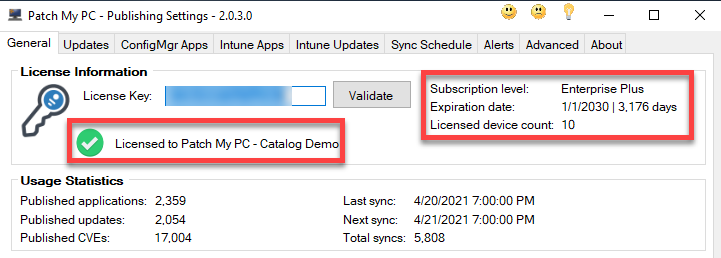 Patch My PC - Publishing Settings - 2.0.3.0
General Updates ConfigMgr Apps Intune Apps Intune Updates Sync Schedule Alerts Advanced About
License Information
License Key: Validate
Licensed to Patch My PC - Catalog Demo
Subscription level: Enterprise Plus
Expiration date: 1/1/2030 | 3,176 days
Licensed device count: 10
Usage Statistics
Published applications: 2,359
Published updates: 2,054
Published CVEs: 17,004
Last sync: 4/20/2021 7:00:00 PM
Next sync: 4/21/2021 7:00:00 PM
Total syncs: 5,808